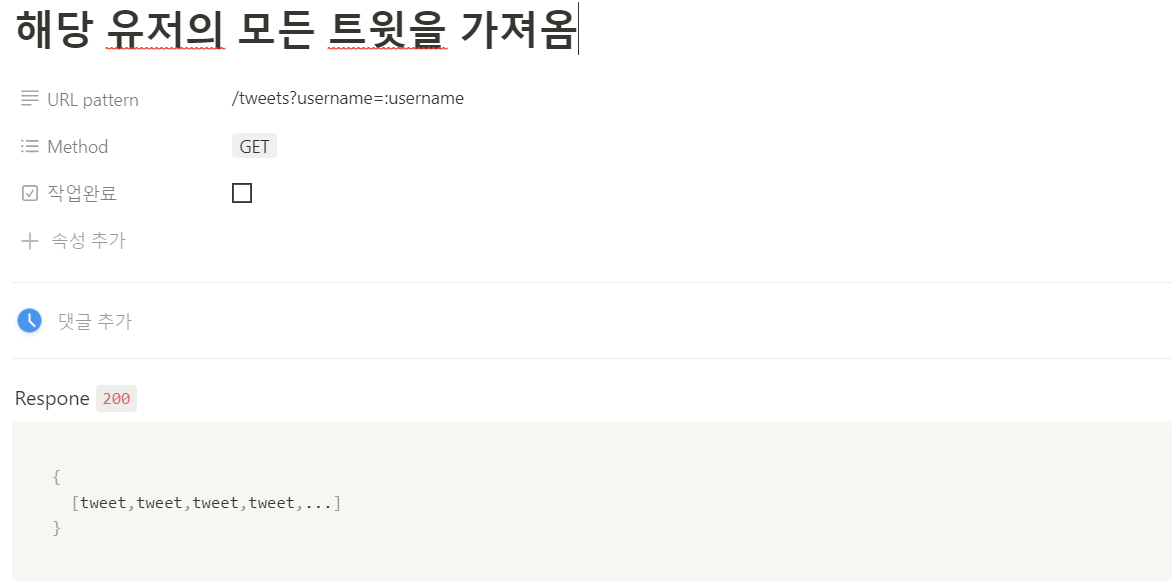 해당 유저의 모든 트윗을 가져옴
URL pattern /tweets?username=:username
Method GET
작업완료
속성 추가
댓글 추가
Respone 200
{
[tweet,tweet,tweet,tweet,...]
}